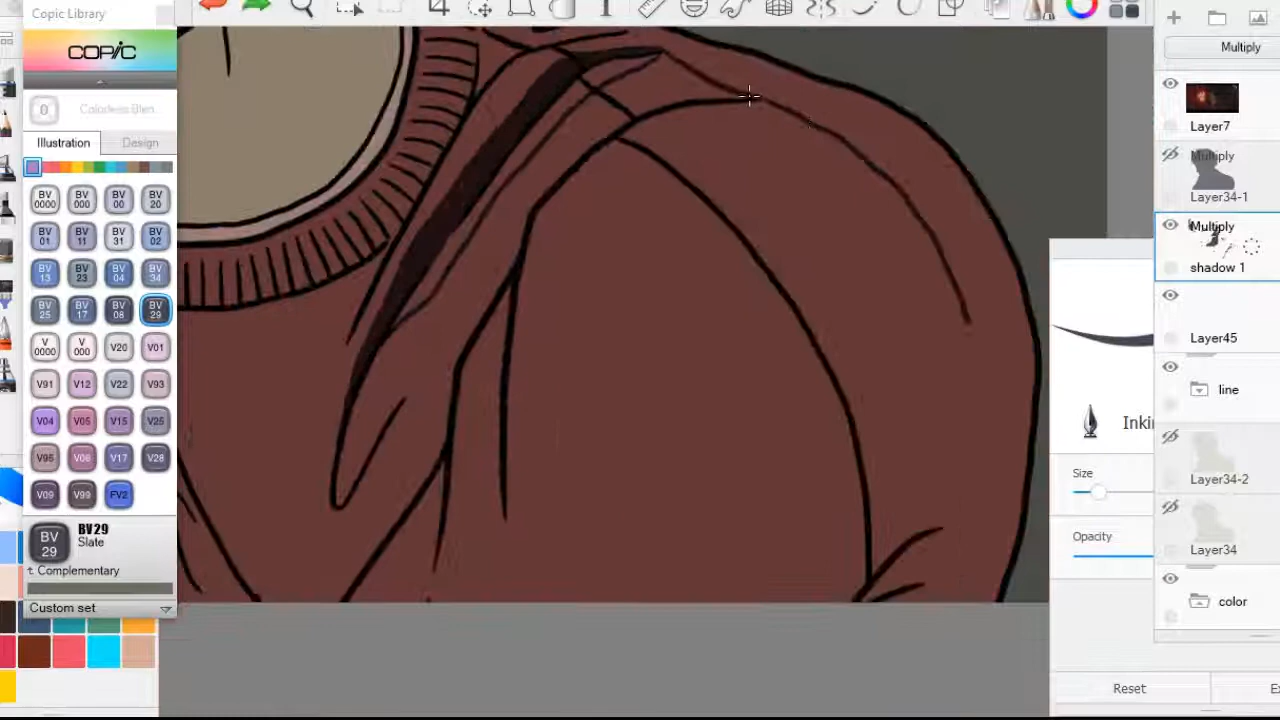 Copic Library
COPIC
0 Colorless Blen
Illustration Design
BV 0000 BV 000 BV 00 BV 20
BV 01 BV 11 BV 31 BV 02
BV 13 BV 23 BV 04 BV 34
BV 25 BV 17 BV 08 BV 29
V 0000 V 000 V20 V01
V91 V12 V22 V93
V04 V05 V15 V25
V95 V06 V17 V28
V09 V99 FV2
BV 29
BV29
Slate
Complementary
Custom set
Multiply
Layer7
Multiply
Layer34-1
Multiply
shadow 1
Layer45
line
Layer34-2
Layer34
color
Inki
Size
Opacity
Reset
Ex